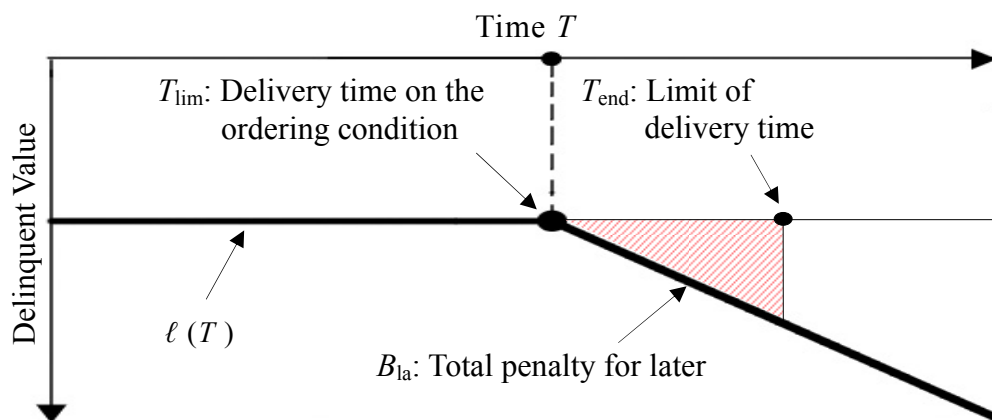 Time T
T_lim: Delivery time on the
ordering condition
T_end: Limit of
delivery time
Delinquent Value
ℓ (T )
B_la: Total penalty for later